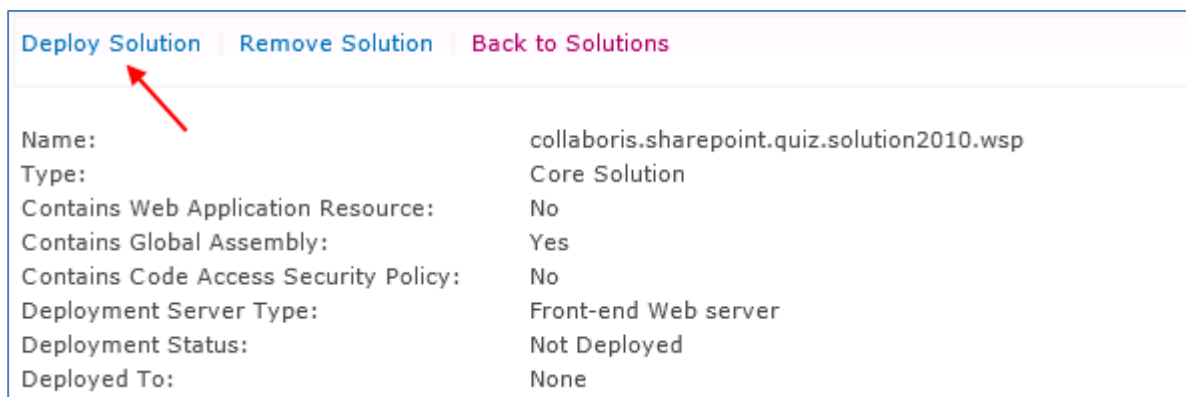 Deploy Solution Remove Solution Back to Solutions
Name: collaboris.sharepoint.quiz.solution2010.wsp
Type: Core Solution
Contains Web Application Resource: No
Contains Global Assembly: Yes
Contains Code Access Security Policy: No
Deployment Server Type: Front-end Web server
Deployment Status: Not Deployed
Deployed To: None